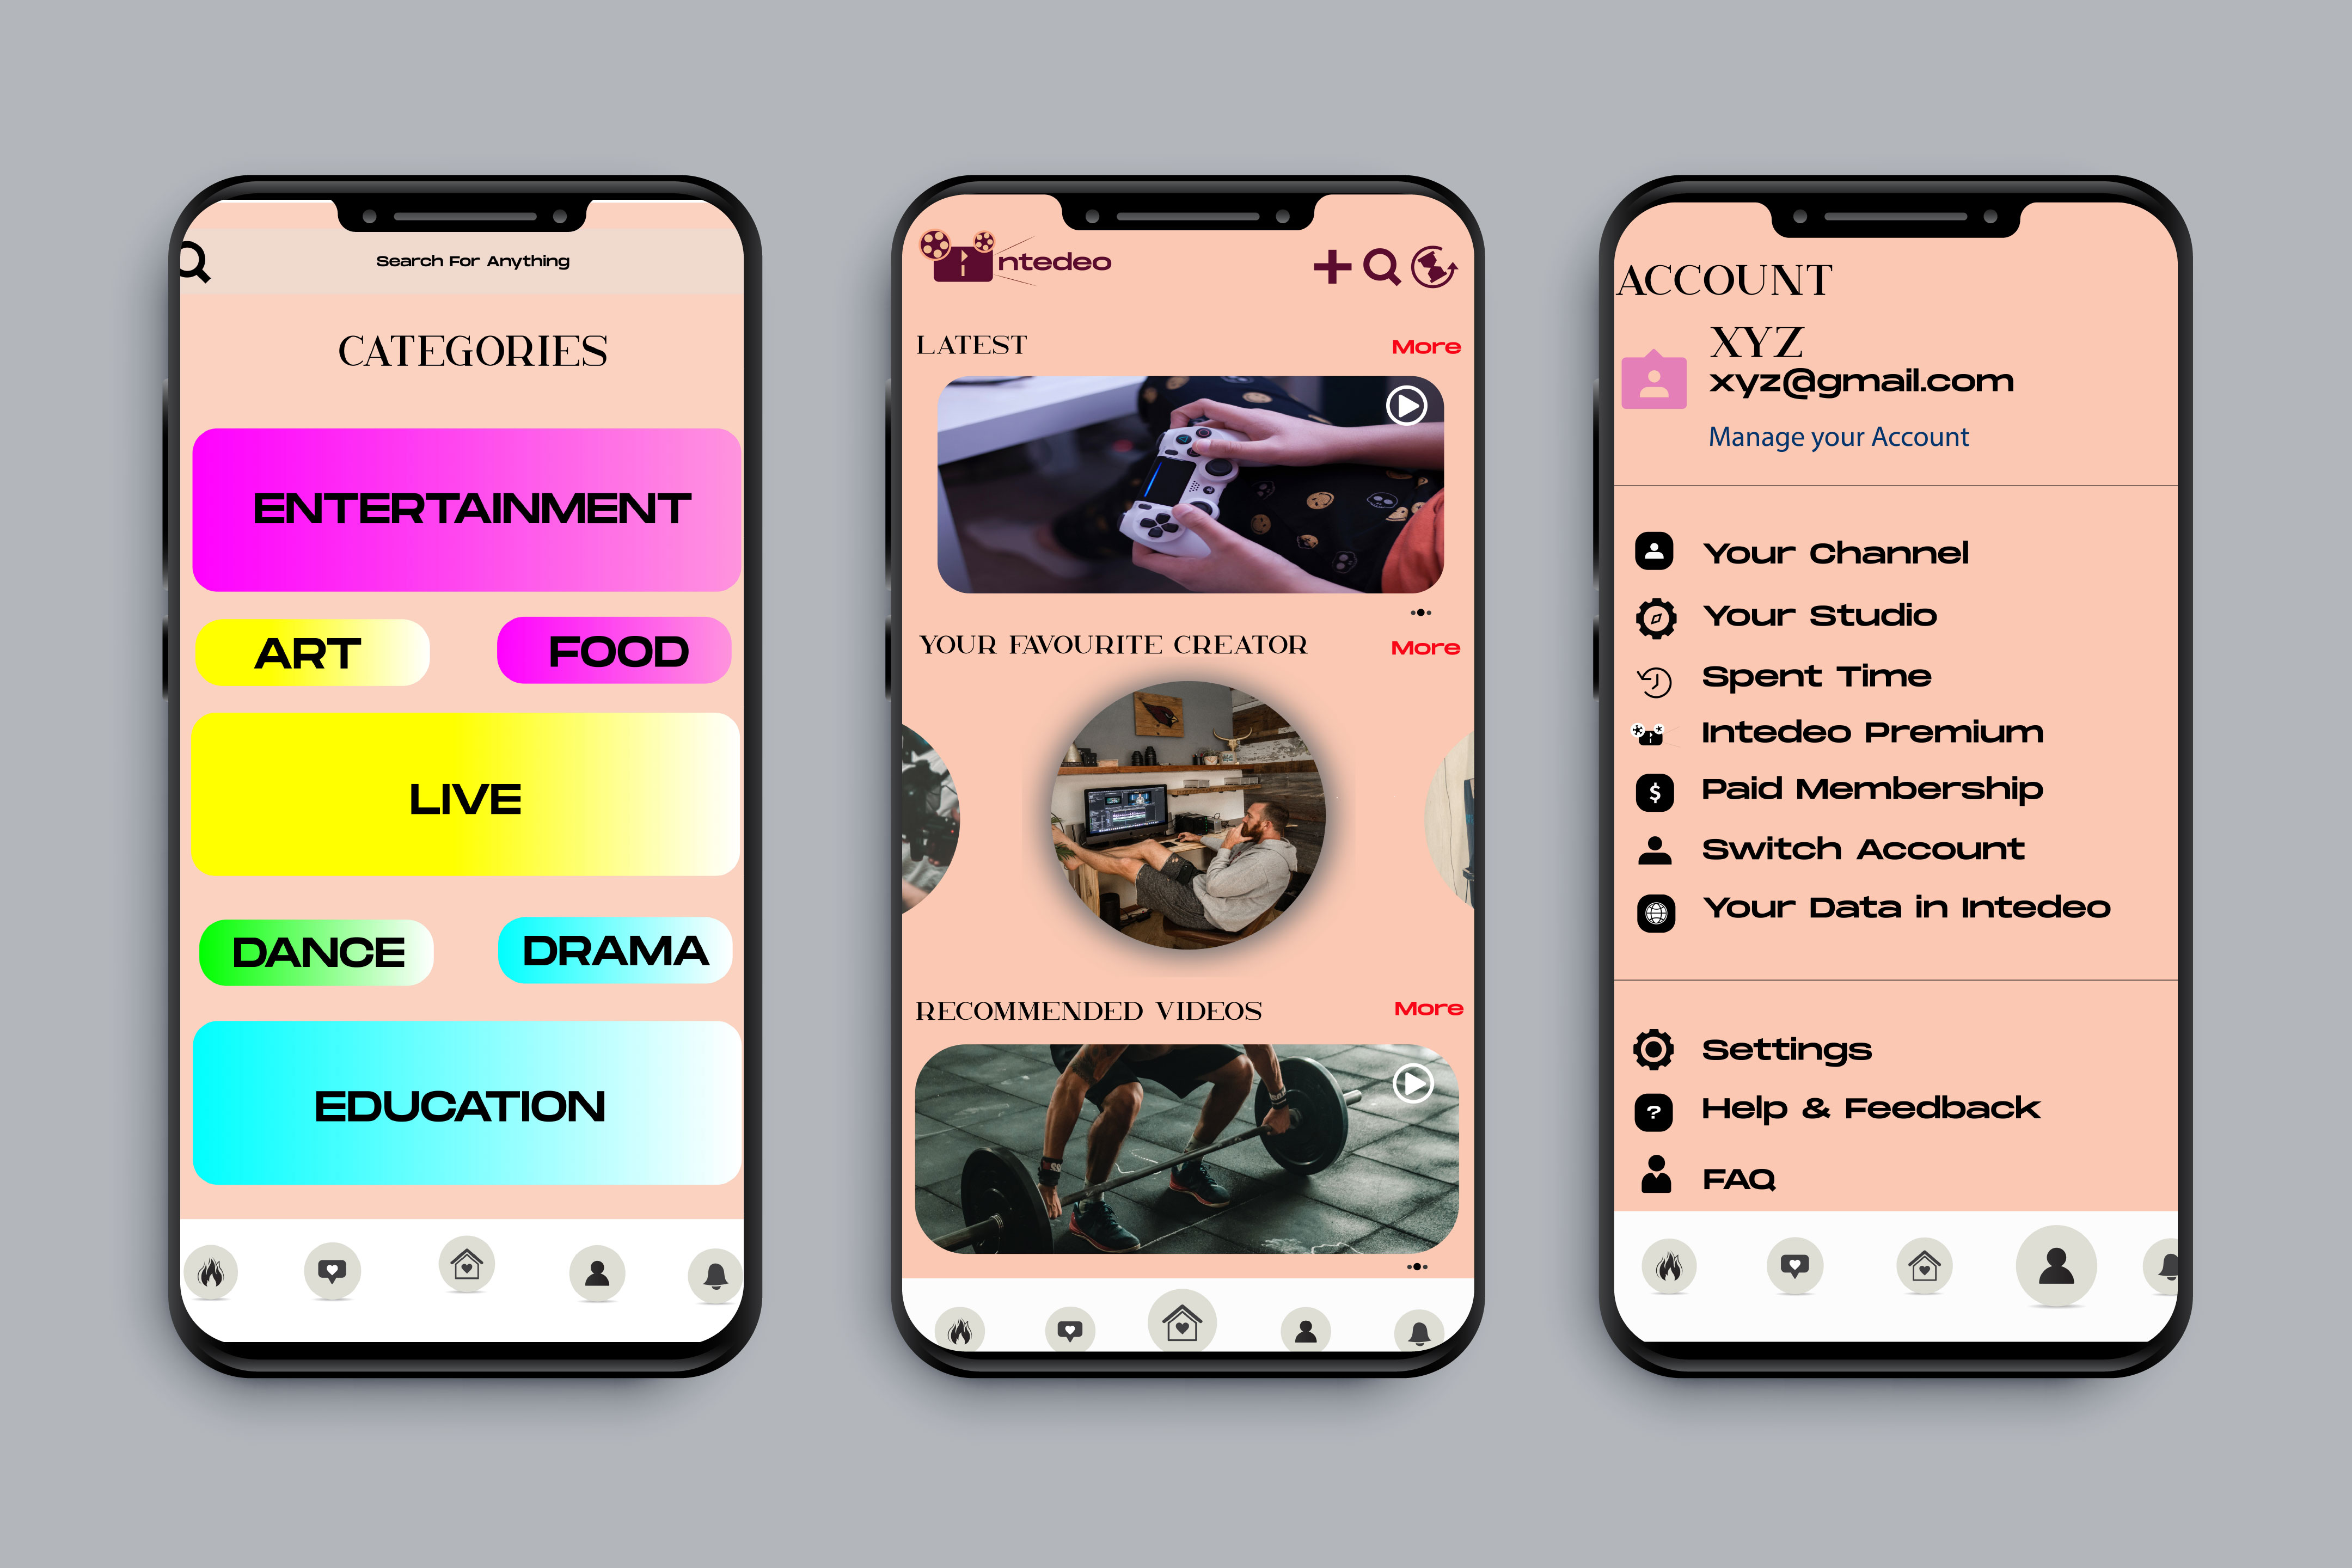 Search For Anything
CATEGORIES
ENTERTAINMENT
ART
FOOD
LIVE
DANCE
DRAMA
EDUCATION
ntedeo
LATEST
More
YOUR FAVOURITE CREATOR
More
RECOMMENDED VIDEOS
More
ACCOUNT
XYZ
xyz@gmail.com
Manage your Account
Your Channel
Your Studio
Spent Time
Intedeo Premium
$ Paid Membership
Switch Account
Your Data in Intedeo
Settings
? Help & Feedback
FAQ